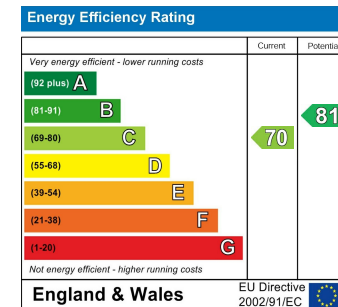 Energy Efficiency Rating
Current Potentia
Very energy efficient - lower running costs
(92 plus) A
(81-91) B
81
(69-80) C
70
(55-68) D
(39-54) E
(21-38) F
(1-20) G
Not energy efficient - higher running costs
England & Wales
EU Directive
2002/91/EC